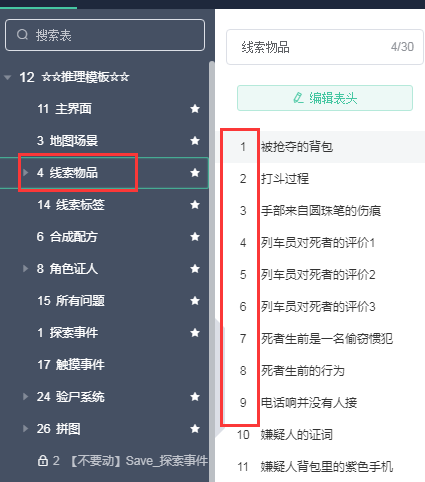 搜索表
12 ☆☆推理模板☆☆
11 主界面
3 地图场景
4 线索物品
14 线索标签
6 合成配方
8 角色证人
15 所有问题
1 探索事件
17 触摸事件
24 验尸系统
26 拼图
2 【不要动】Save_探索事件
线索物品 4/30
编辑表头
1 被抢夺的背包
2 打斗过程
3 手部来自圆珠笔的伤痕
4 列车员对死者的评价1
5 列车员对死者的评价2
6 列车员对死者的评价3
7 死者生前是一名偷窃惯犯
8 死者生前的行为
9 电话响并没有人接
10 嫌疑人的证词
11 嫌疑人背包里的紫色手机